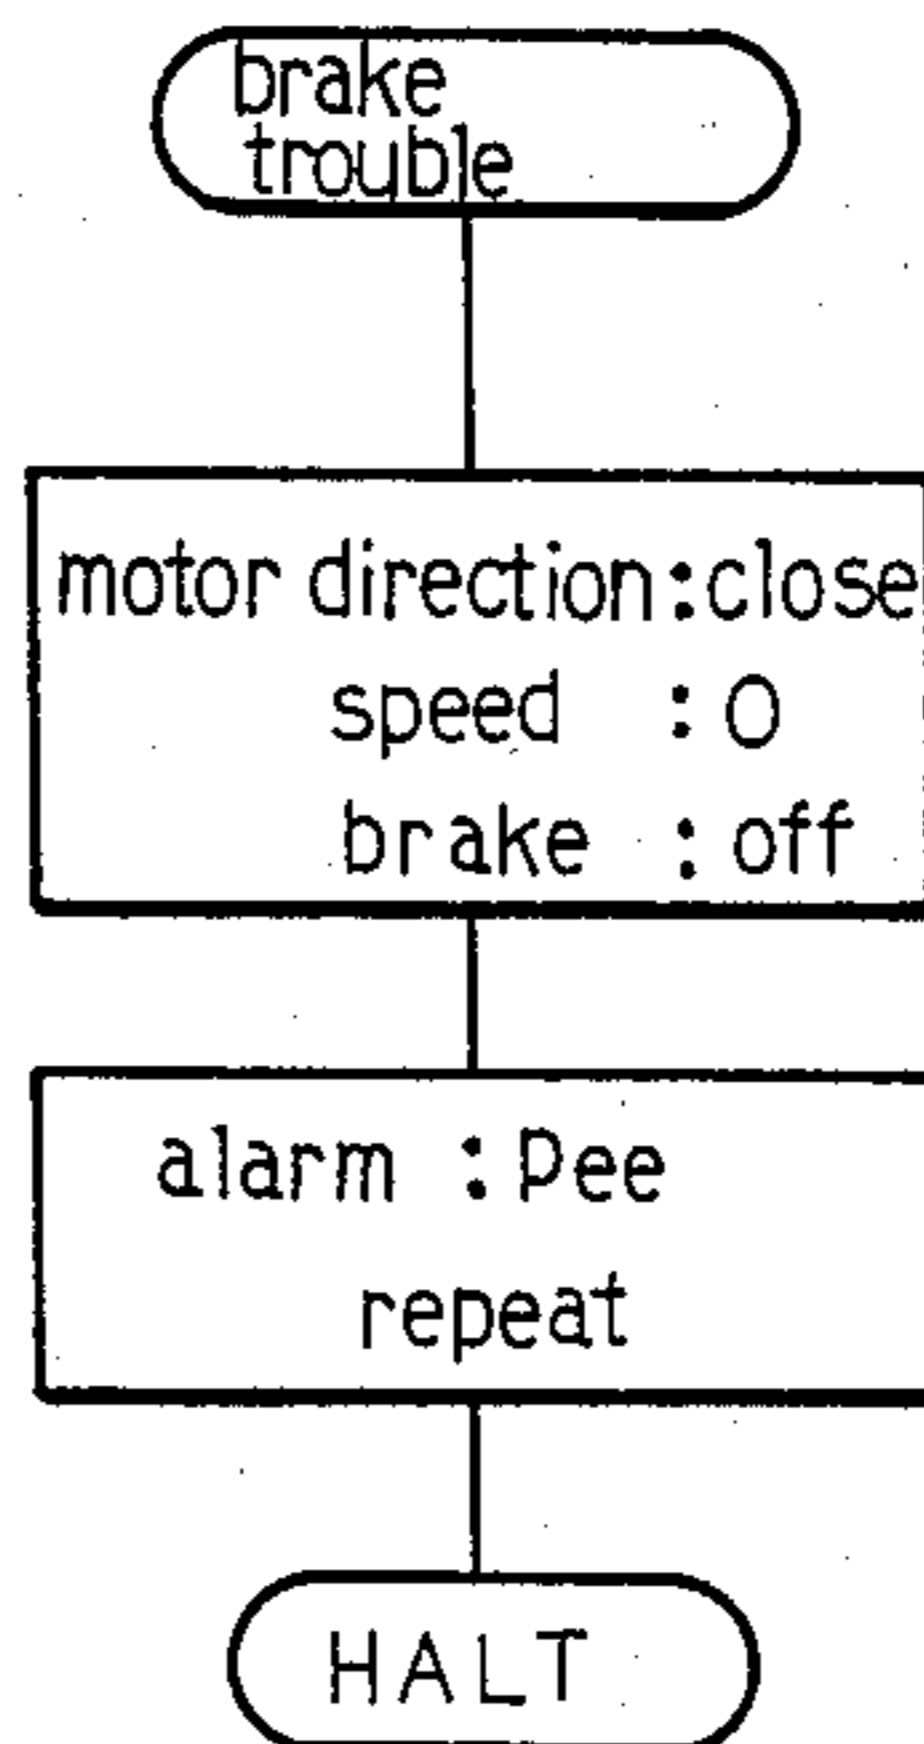 brake
trouble
motor direction:close
speed :0
brake :off
alarm :Pee
repeat
HALT